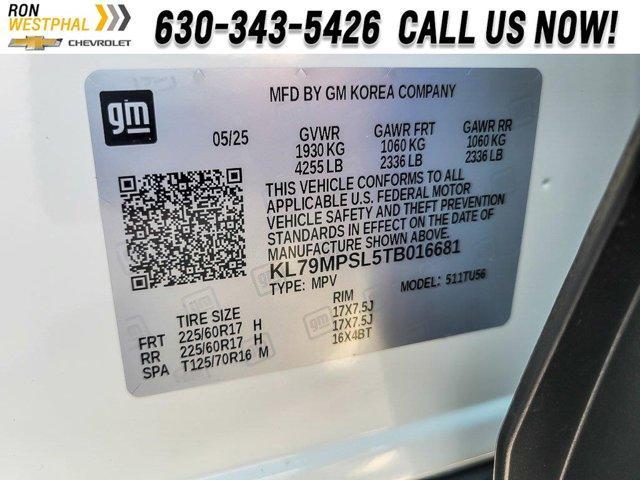 RON
WESTPHAL
CHEVROLET
630-343-5426 CALL US NOW!
gm
MFD BY GM KOREA COMPANY
05/25
GVWR GAWR FRT GAWR RR
1930 KG 1060 KG 1060 KG
4255 LB 2336 LB 2336 LB
THIS VEHICLE CONFORMS TO ALL
APPLICABLE U.S. FEDERAL MOTOR
VEHICLE SAFETY AND THEFT PREVENTION
STANDARDS IN EFFECT ON THE DATE OF
MANUFACTURE SHOWN ABOVE.
KL79MPSL5TB016681
TYPE: MPV MODEL: 511TU56
TIRE SIZE RIM
FRT 225/60R17 H 17X7.5J
RR 225/60R17 H 17X7.5J
SPA T125/70R16 M 16X4BT
gm